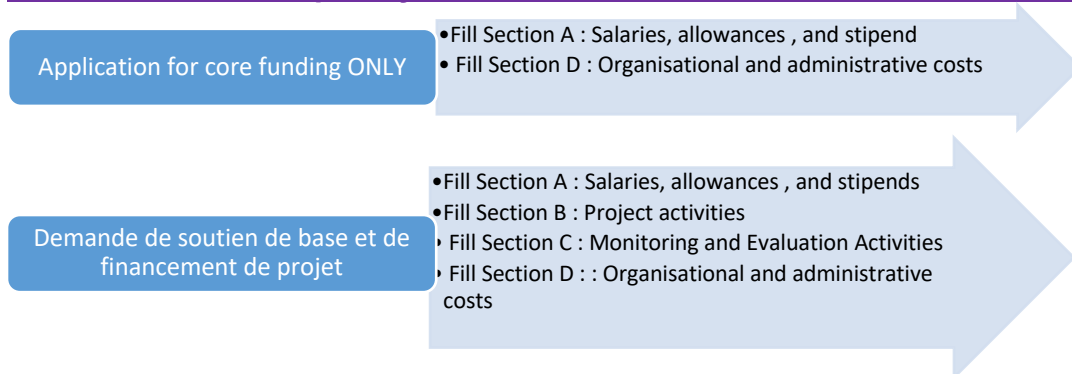 Application for core funding ONLY
•Fill Section A : Salaries, allowances , and stipend
• Fill Section D : Organisational and administrative costs
Demande de soutien de base et de
financement de projet
•Fill Section A : Salaries, allowances , and stipends
•Fill Section B : Project activities
• Fill Section C : Monitoring and Evaluation Activities
• Fill Section D : : Organisational and administrative
costs